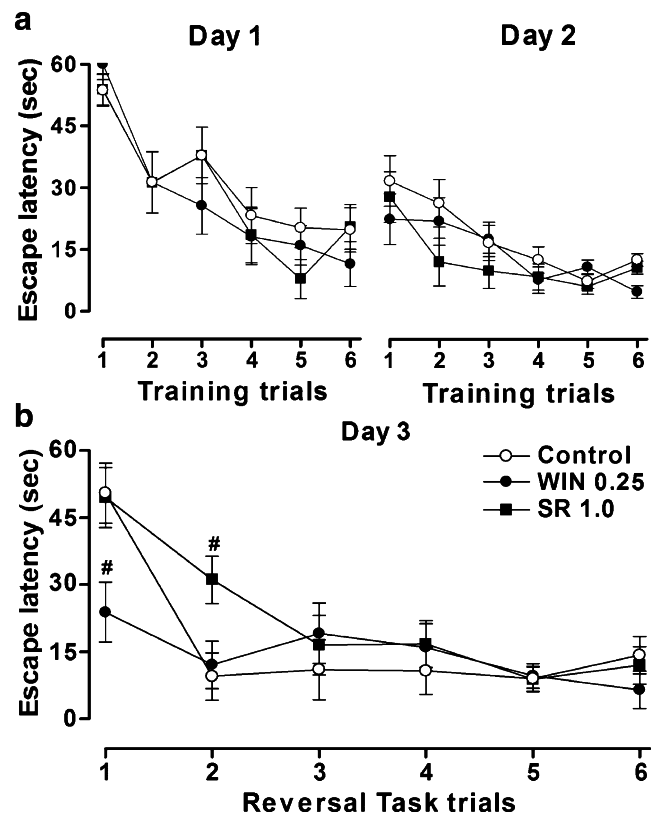 a
Day 1
Day 2
Escape latency (sec)
60
45
30
15
0
1 2 3 4 5 6
1 2 3 4 5 6
Training trials
Training trials
b
Day 3
Escape latency (sec)
60
45
30
15
0
Control
WIN 0.25
SR 1.0
#
#
1 2 3 4 5 6
Reversal Task trials